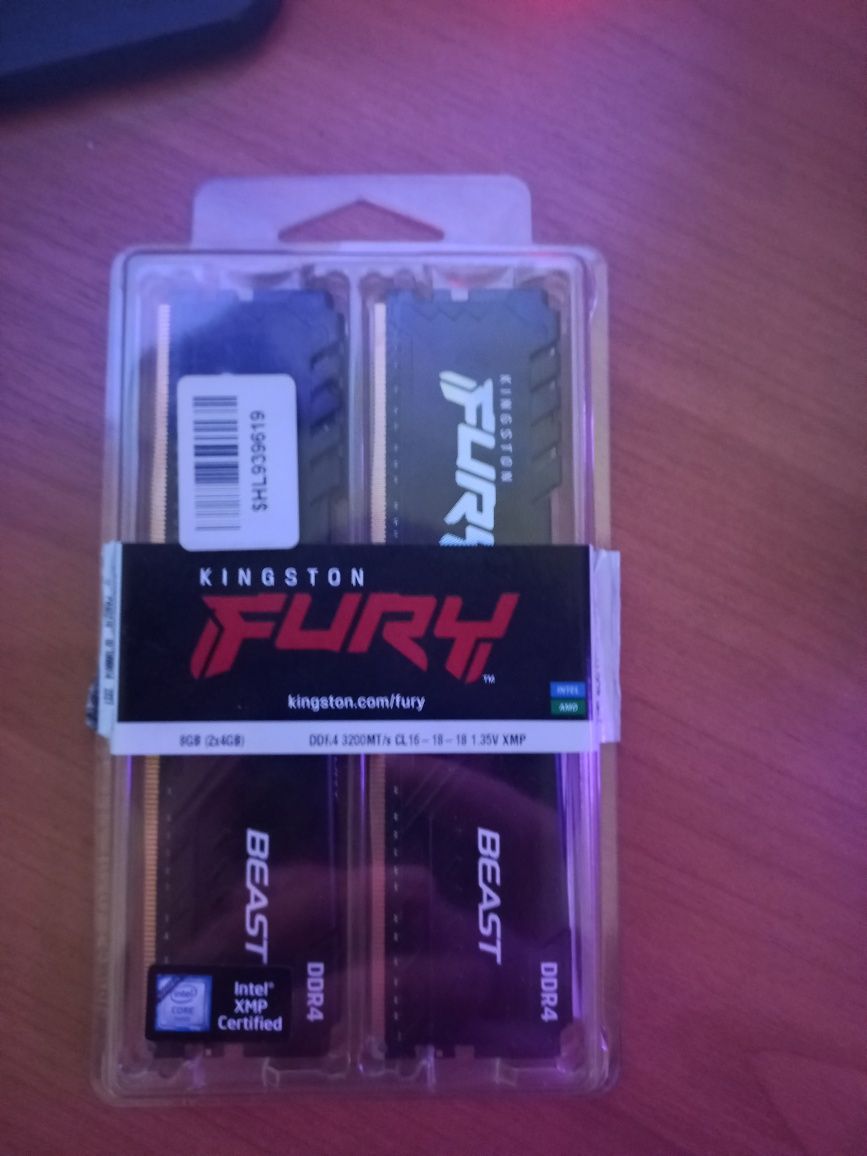 $HL939619
KINGSTON
FURY
KINGSTON
FURY™
kingston.com/fury
INTEL
AMD
8GB (2x4GB) DDR4 3200MT/s CL16-18-18 1.35V XMP
BEAST
DDR4
BEAST
DDR4
intel
CORE
Intel®
XMP
Certified